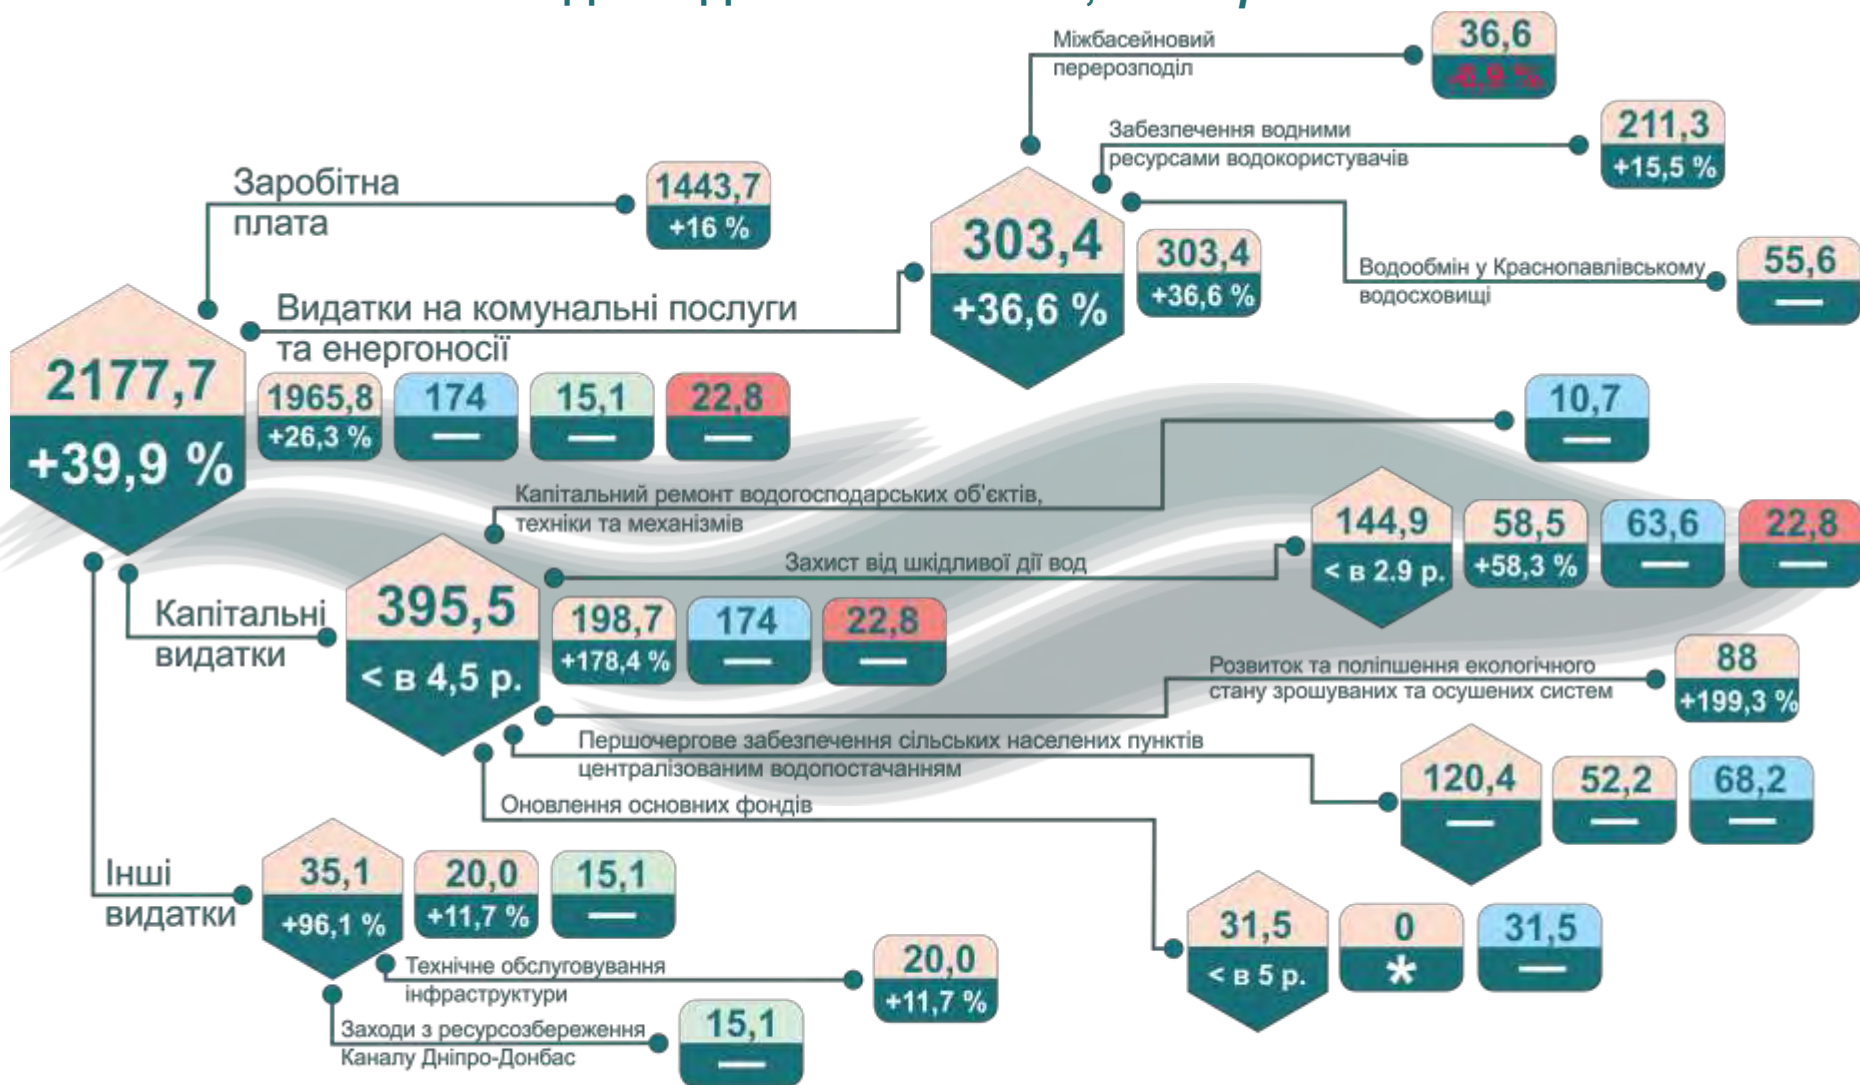 Міжбасейновий
перерозподіл
36,6
-8,9 %
Забезпечення водними
ресурсами водокористувачів
211,3
+15,5 %
Заробітна
плата
1443,7
+16 %
303,4
+36,6 %
303,4
+36,6 %
Водообмін у Краснопавлівському
водосховищі
55,6
—
Видатки на комунальні послуги
та енергоносії
2177,7
+39,9 %
1965,8
+26,3 %
174
—
15,1
—
22,8
—
10,7
—
Капітальний ремонт водогосподарських об'єктів,
техніки та механізмів
Захист від шкідливої дії вод
144,9
< в 2.9 р.
58,5
+58,3 %
63,6
—
22,8
—
Капітальні
видатки
395,5
< в 4,5 р.
198,7
+178,4 %
174
—
22,8
—
Розвиток та поліпшення екологічного
стану зрошуваних та осушених систем
88
+199,3 %
Першочергове забезпечення сільських населених пунктів
централізованим водопостачанням
120,4
—
52,2
—
68,2
—
Оновлення основних фондів
31,5
< в 5 р.
0
*
31,5
—
Інші
видатки
35,1
+96,1 %
20,0
+11,7 %
15,1
—
Технічне обслуговування
інфраструктури
20,0
+11,7 %
Заходи з ресурсозбереження
Каналу Дніпро-Донбас
15,1
—